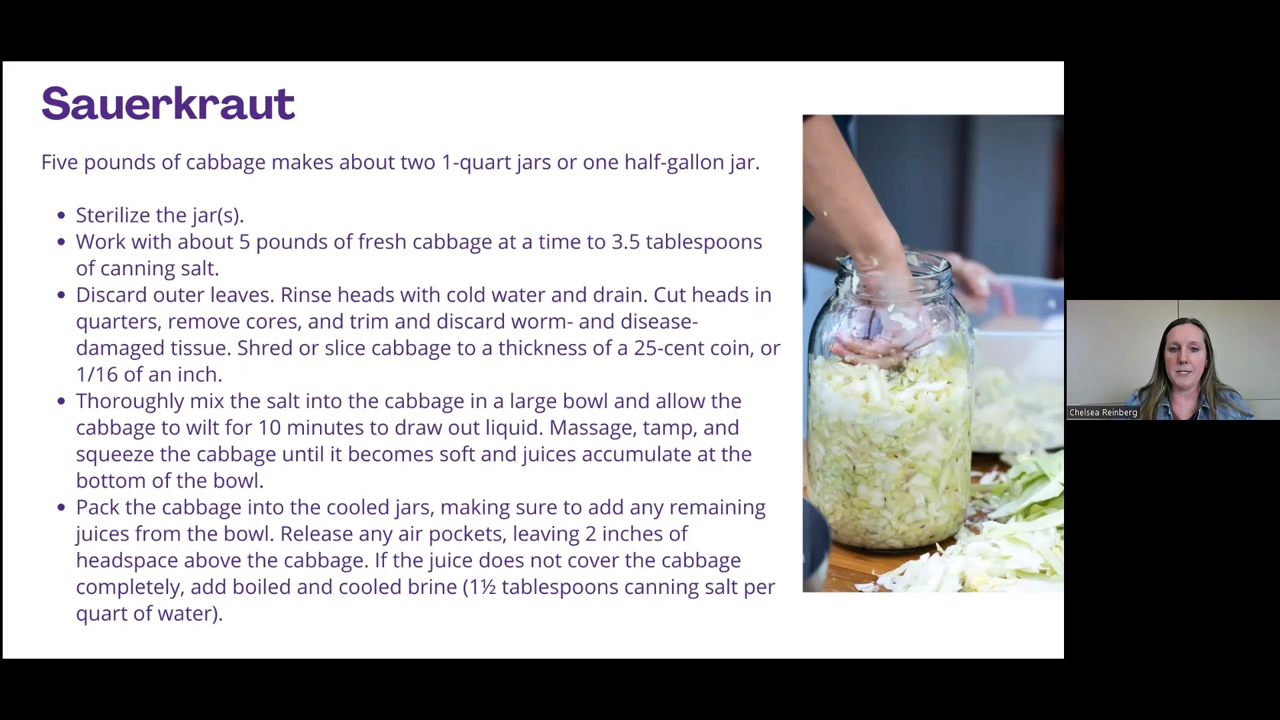 Sauerkraut
Five pounds of cabbage makes about two 1-quart jars or one half-gallon jar.
• Sterilize the jar(s).
• Work with about 5 pounds of fresh cabbage at a time to 3.5 tablespoons
of canning salt.
• Discard outer leaves. Rinse heads with cold water and drain. Cut heads in
quarters, remove cores, and trim and discard worm- and disease-
damaged tissue. Shred or slice cabbage to a thickness of a 25-cent coin, or
1/16 of an inch.
• Thoroughly mix the salt into the cabbage in a large bowl and allow the
cabbage to wilt for 10 minutes to draw out liquid. Massage, tamp, and
squeeze the cabbage until it becomes soft and juices accumulate at the
bottom of the bowl.
• Pack the cabbage into the cooled jars, making sure to add any remaining
juices from the bowl. Release any air pockets, leaving 2 inches of
headspace above the cabbage. If the juice does not cover the cabbage
completely, add boiled and cooled brine (1½ tablespoons canning salt per
quart of water).
Chelsea Reinberg